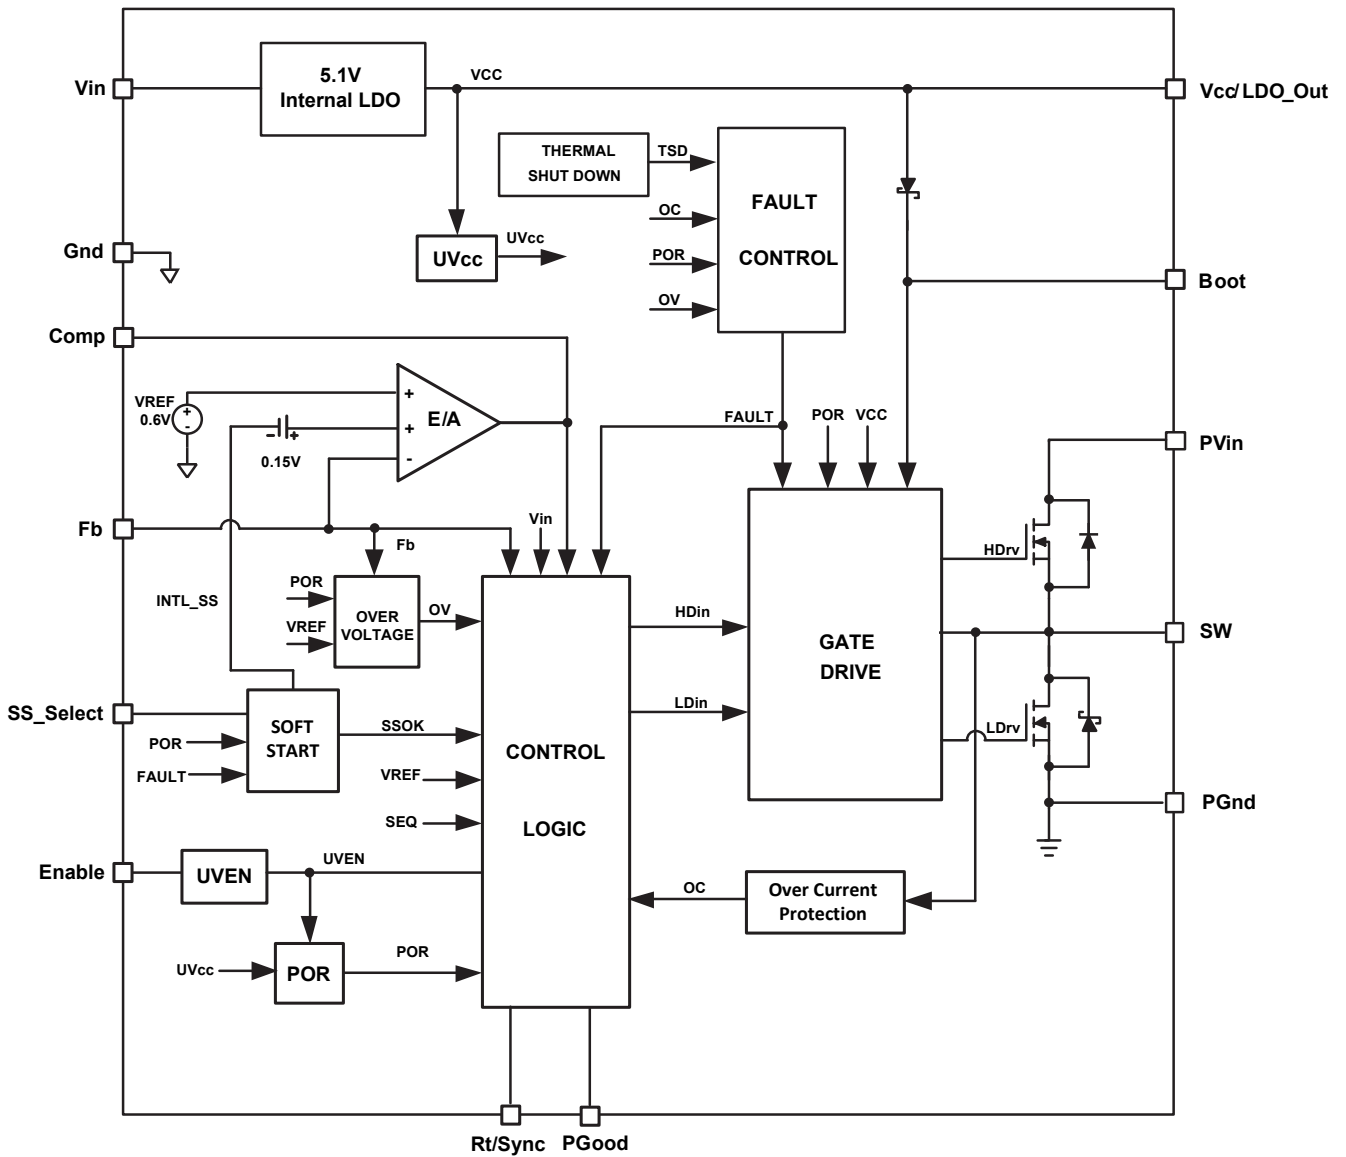 5.1V
Internal LDO
Vin
VCC
Vcc/LDO_Out
THERMAL
SHUT DOWN
TSD
FAULT
CONTROL
OC
POR
OV
Gnd
UVcc
UVcc
Boot
Comp
VREF
0.6V
+
-
+
+
-
E/A
- +
0.15V
FAULT
POR
VCC
PVin
Fb
Fb
Vin
HDrv
INTL_SS
POR
VREF
OVER
VOLTAGE
OV
HDin
GATE
DRIVE
SW
SS_Select
SOFT
START
POR
FAULT
SSOK
LDin
LDrv
VREF
SEQ
CONTROL
LOGIC
PGnd
Enable
UVEN
UVEN
OC
Over Current
Protection
UVcc
POR
POR
Rt/Sync
PGood